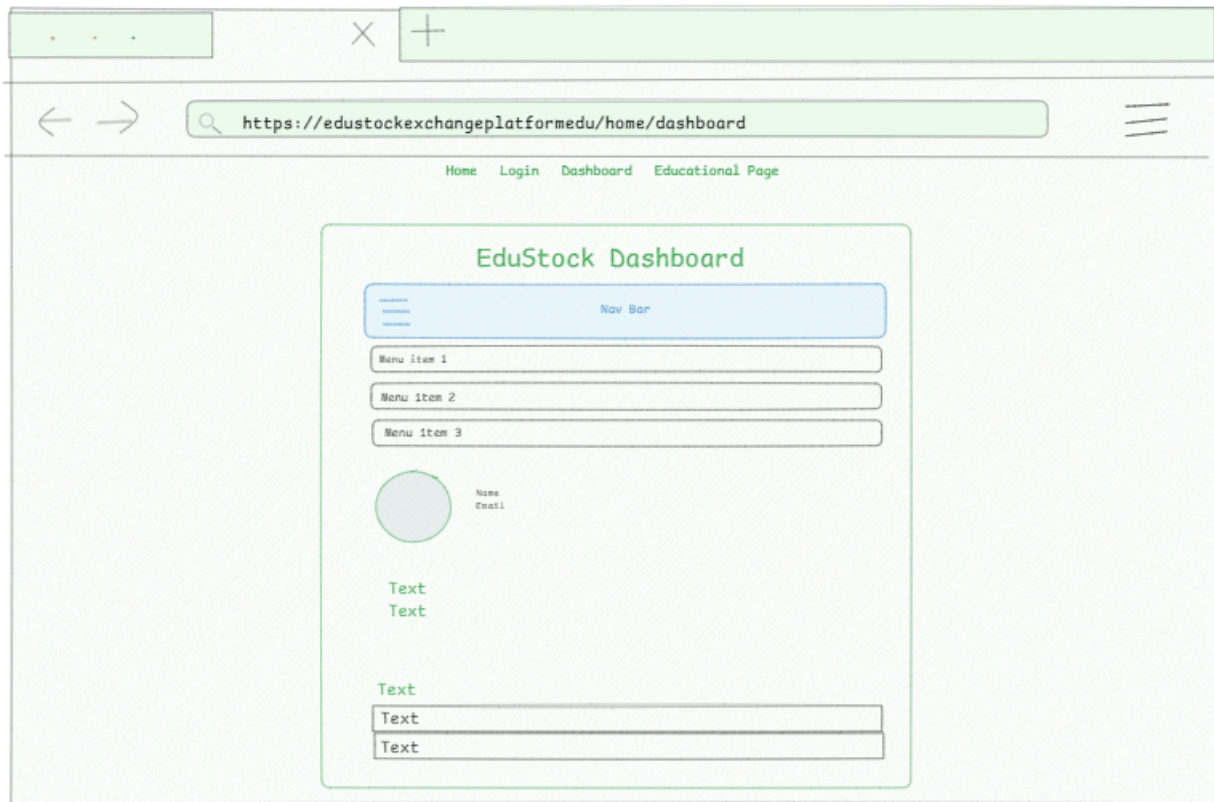 https://edustockexchangeplatformedu/home/dashboard
Home Login Dashboard Educational Page
EduStock Dashboard
Nav Bar
Menu item 1
Menu item 2
Menu item 3
Name
Email
Text
Text
Text
Text
Text